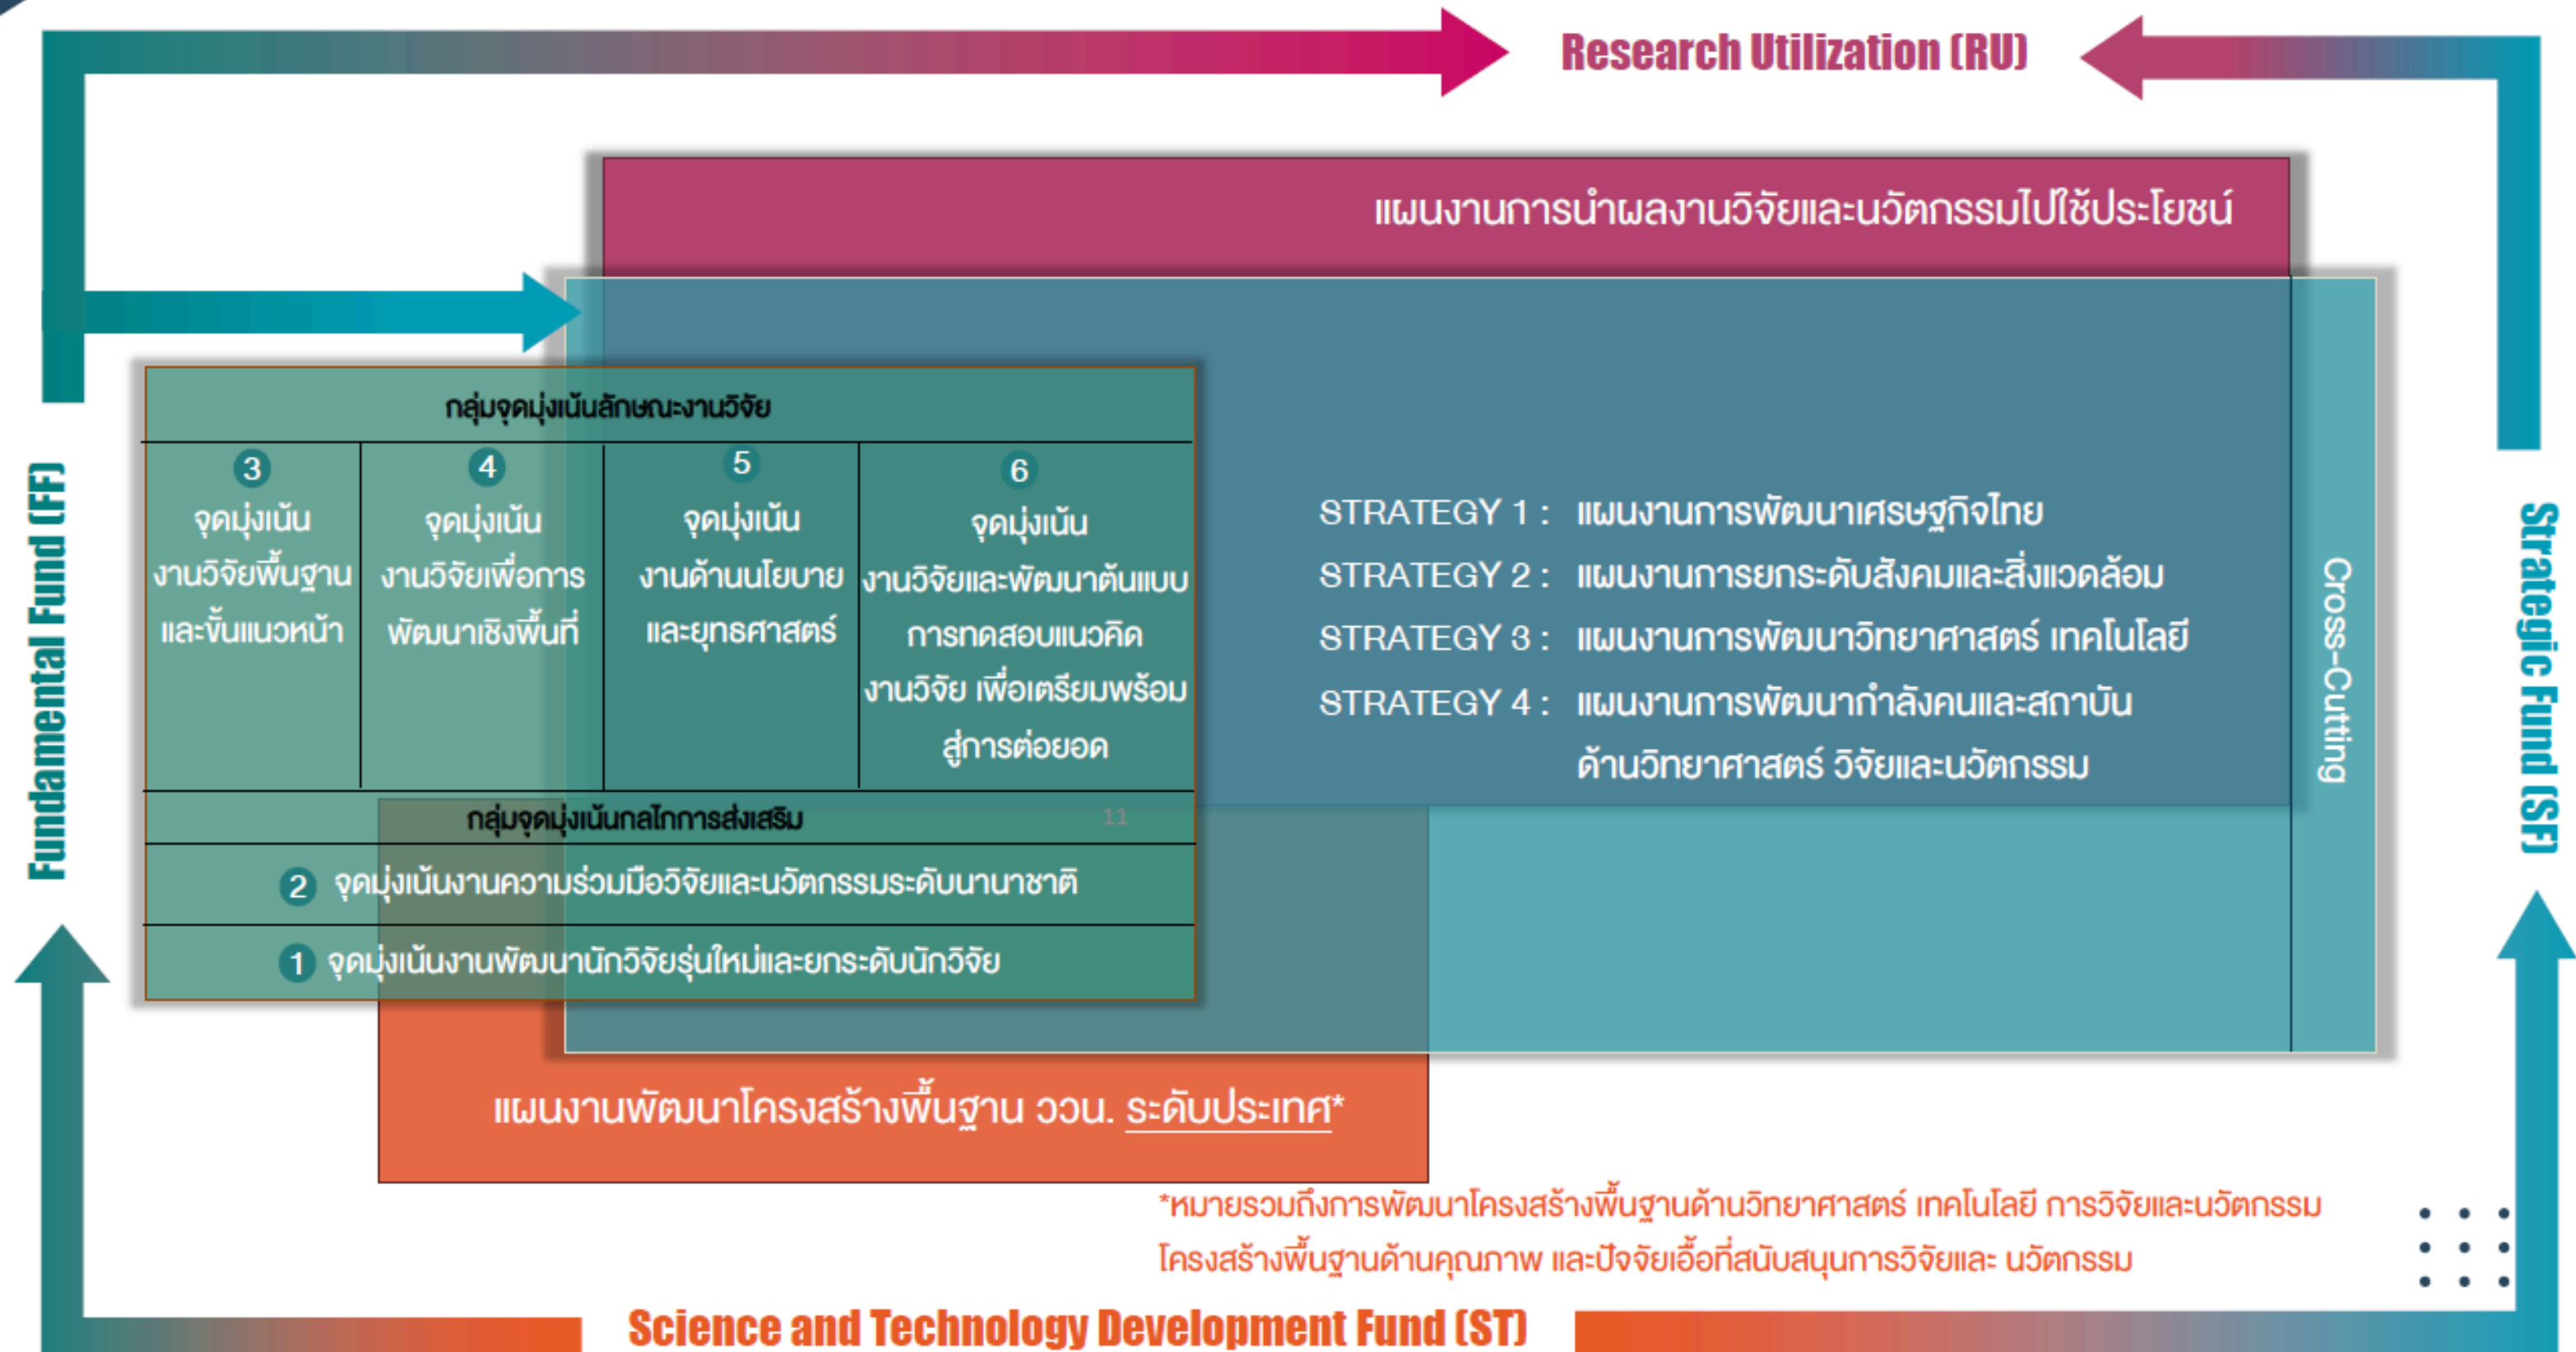 Research Utilization (RU)
แผนงานการนำผลงานวิจัยและนวัตกรรมไปใช้ประโยชน์
Fundamental Fund (FF)
กลุ่มจุดมุ่งเน้นลักษณะงานวิจัย
3
จุดมุ่งเน้น
งานวิจัยพื้นฐาน
และขั้นแนวหน้า
4
จุดมุ่งเน้น
งานวิจัยเพื่อการ
พัฒนาเชิงพื้นที่
5
จุดมุ่งเน้น
งานด้านนโยบาย
และยุทธศาสตร์
6
จุดมุ่งเน้น
งานวิจัยและพัฒนาต้นแบบ
การทดสอบแนวคิด
งานวิจัย เพื่อเตรียมพร้อม
สู่การต่อยอด
กลุ่มจุดมุ่งเน้นกลไกการส่งเสริม
11
2 จุดมุ่งเน้นงานความร่วมมือวิจัยและนวัตกรรมระดับนานาชาติ
1 จุดมุ่งเน้นงานพัฒนานักวิจัยรุ่นใหม่และยกระดับนักวิจัย
STRATEGY 1 : แผนงานการพัฒนาเศรษฐกิจไทย
STRATEGY 2 : แผนงานการยกระดับสังคมและสิ่งแวดล้อม
STRATEGY 3 : แผนงานการพัฒนาวิทยาศาสตร์ เทคโนโลยี
STRATEGY 4 : แผนงานการพัฒนากำลังคนและสถาบัน
ด้านวิทยาศาสตร์ วิจัยและนวัตกรรม
Cross-Cutting
Strategic Fund (SF)
แผนงานพัฒนาโครงสร้างพื้นฐาน ววน. ระดับประเทศ*
*หมายรวมถึงการพัฒนาโครงสร้างพื้นฐานด้านวิทยาศาสตร์ เทคโนโลยี การวิจัยและนวัตกรรม
โครงสร้างพื้นฐานด้านคุณภาพ และปัจจัยเอื้อที่สนับสนุนการวิจัยและ นวัตกรรม
Science and Technology Development Fund (ST)